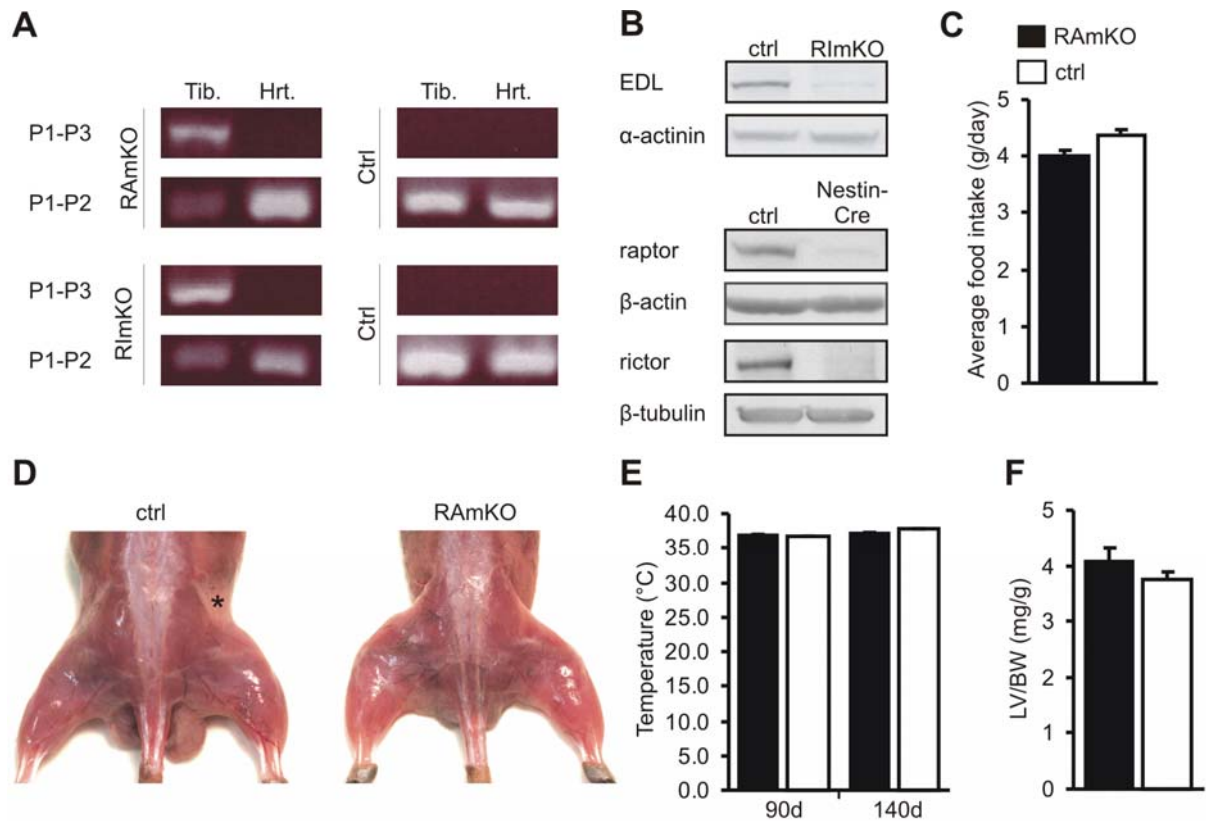 A
Tib. Hrt. Tib. Hrt.
P1-P3
P1-P2
RAmKO
Ctrl
P1-P3
P1-P2
RImKO
Ctrl
B
ctrl RImKO
EDL
α-actinin
ctrl Nestin-
Cre
raptor
β-actin
rictor
β-tubulin
C
RAmKO
ctrl
Average food intake (g/day)
5
4
3
2
1
0
D
ctrl RAmKO
*
E
Temperature (°C)
40.0
35.0
30.0
25.0
20.0
15.0
10.0
5.0
0.0
90d 140d
F
LV/BW (mg/g)
5
4
3
2
1
0